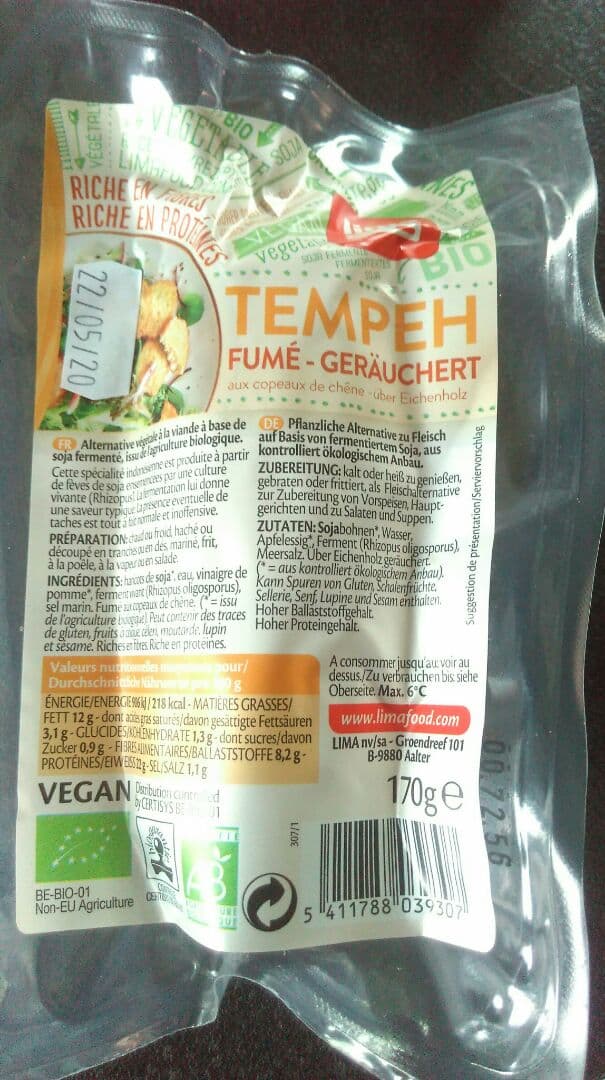 VÉGÉTAL
BIO
SOJA
RICHE EN FIBRES
RICHE EN PROTÉINES
lima
BIO
22/05/20
TEMPEH
FUMÉ - GERÄUCHERT
aux copeaux de chêne - über Eichenholz
FR Alternative végétale à la viande à base de
soja fermenté, issu de l'agriculture biologique.
Cette spécialité indonésienne est produite à partir
de fèves de soja ensemencées par une culture
vivante (Rhizopus). La fermentation lui donne
une saveur typique. La présence éventuelle de
taches est tout à fait normale et inoffensive.
PRÉPARATION: chaud ou froid, haché ou
découpé en tranches ou en dés, mariné, frit,
à la poêle, à la vapeur ou en salade.
INGRÉDIENTS: haricots de soja*, eau, vinaigre de
pomme*, ferment (Rhizopus oligosporus),
sel marin. Fumé aux copeaux de chêne. (* = issu
de l'agriculture biologique). Peut contenir des traces
de gluten, fruits à coque, céleri, moutarde, lupin
et sésame. Riche en fibres. Riche en protéines.
DE Pflanzliche Alternative zu Fleisch
auf Basis von fermentiertem Soja, aus
kontrolliert ökologischem Anbau.
ZUBEREITUNG: kalt oder heiß zu genießen,
gebraten oder frittiert, als Fleischalternative
zur Zubereitung von Vorspeisen, Haupt-
gerichten und zu Salaten und Suppen.
ZUTATEN: Sojabohnen*, Wasser,
Apfelessig*, Ferment (Rhizopus oligosporus),
Meersalz. Über Eichenholz geräuchert.
(* = aus kontrolliert ökologischem Anbau).
Kann Spuren von Gluten, Schalenfrüchte,
Sellerie, Senf, Lupine und Sesam enthalten.
Hoher Ballaststoffgehalt.
Hoher Proteingehalt.
Suggestion de présentation/Serviervorschlag
Valeurs nutritionnelles moyennes pour/
Durchschnittliche Nährwerte pro 100 g
ÉNERGIE/ENERGIE 906 kJ / 218 kcal - MATIÈRES GRASSES/
FETT 12 g - dont acides gras saturés/davon gesättigte Fettsäuren
3,1 g - GLUCIDES/KOHLENHYDRATE 1,3 g - dont sucres/davon
Zucker 0,9 g - FIBRES ALIMENTAIRES/BALLASTSTOFFE 8,2 g -
PROTÉINES/EIWEISS 22 g - SEL/SALZ 1,1 g
A consommer jusqu'au: voir au
dessus./Zu verbrauchen bis: siehe
Oberseite. Max. 6°C
www.limafood.com
LIMA nv/sa - Groendreef 101
B-9880 Aalter
VEGAN
Distribution controlled
by CERTISYS BE-BIO-01
170g e
307/1
AB
BE-BIO-01
Non-EU Agriculture
5 411788 039307